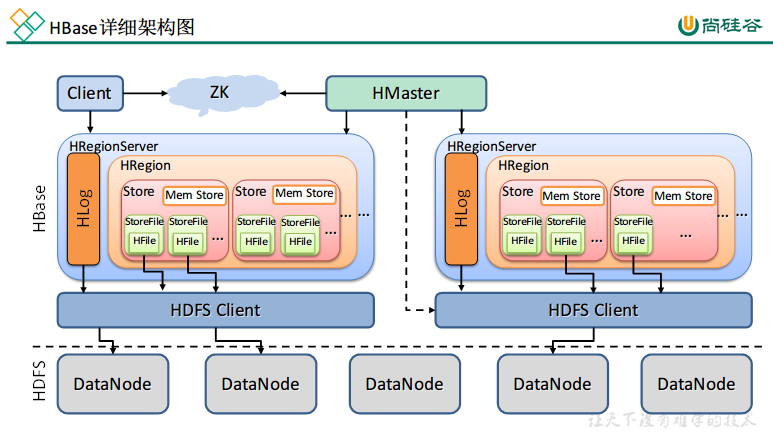 HBase详细架构图
尚硅谷
Client
ZK
HMaster
HBase
HRegionServer
HLog
HRegion
Store
Mem Store
StoreFile
HFile
StoreFile
HFile
...
Store
Mem Store
StoreFile
HFile
StoreFile
HFile
...
...
...
HRegionServer
HLog
HRegion
Store
Mem Store
StoreFile
HFile
StoreFile
HFile
...
Store
Mem Store
StoreFile
HFile
...
...
...
HDFS Client
HDFS Client
HDFS
DataNode
DataNode
DataNode
DataNode
DataNode
让天下没有难学的技术